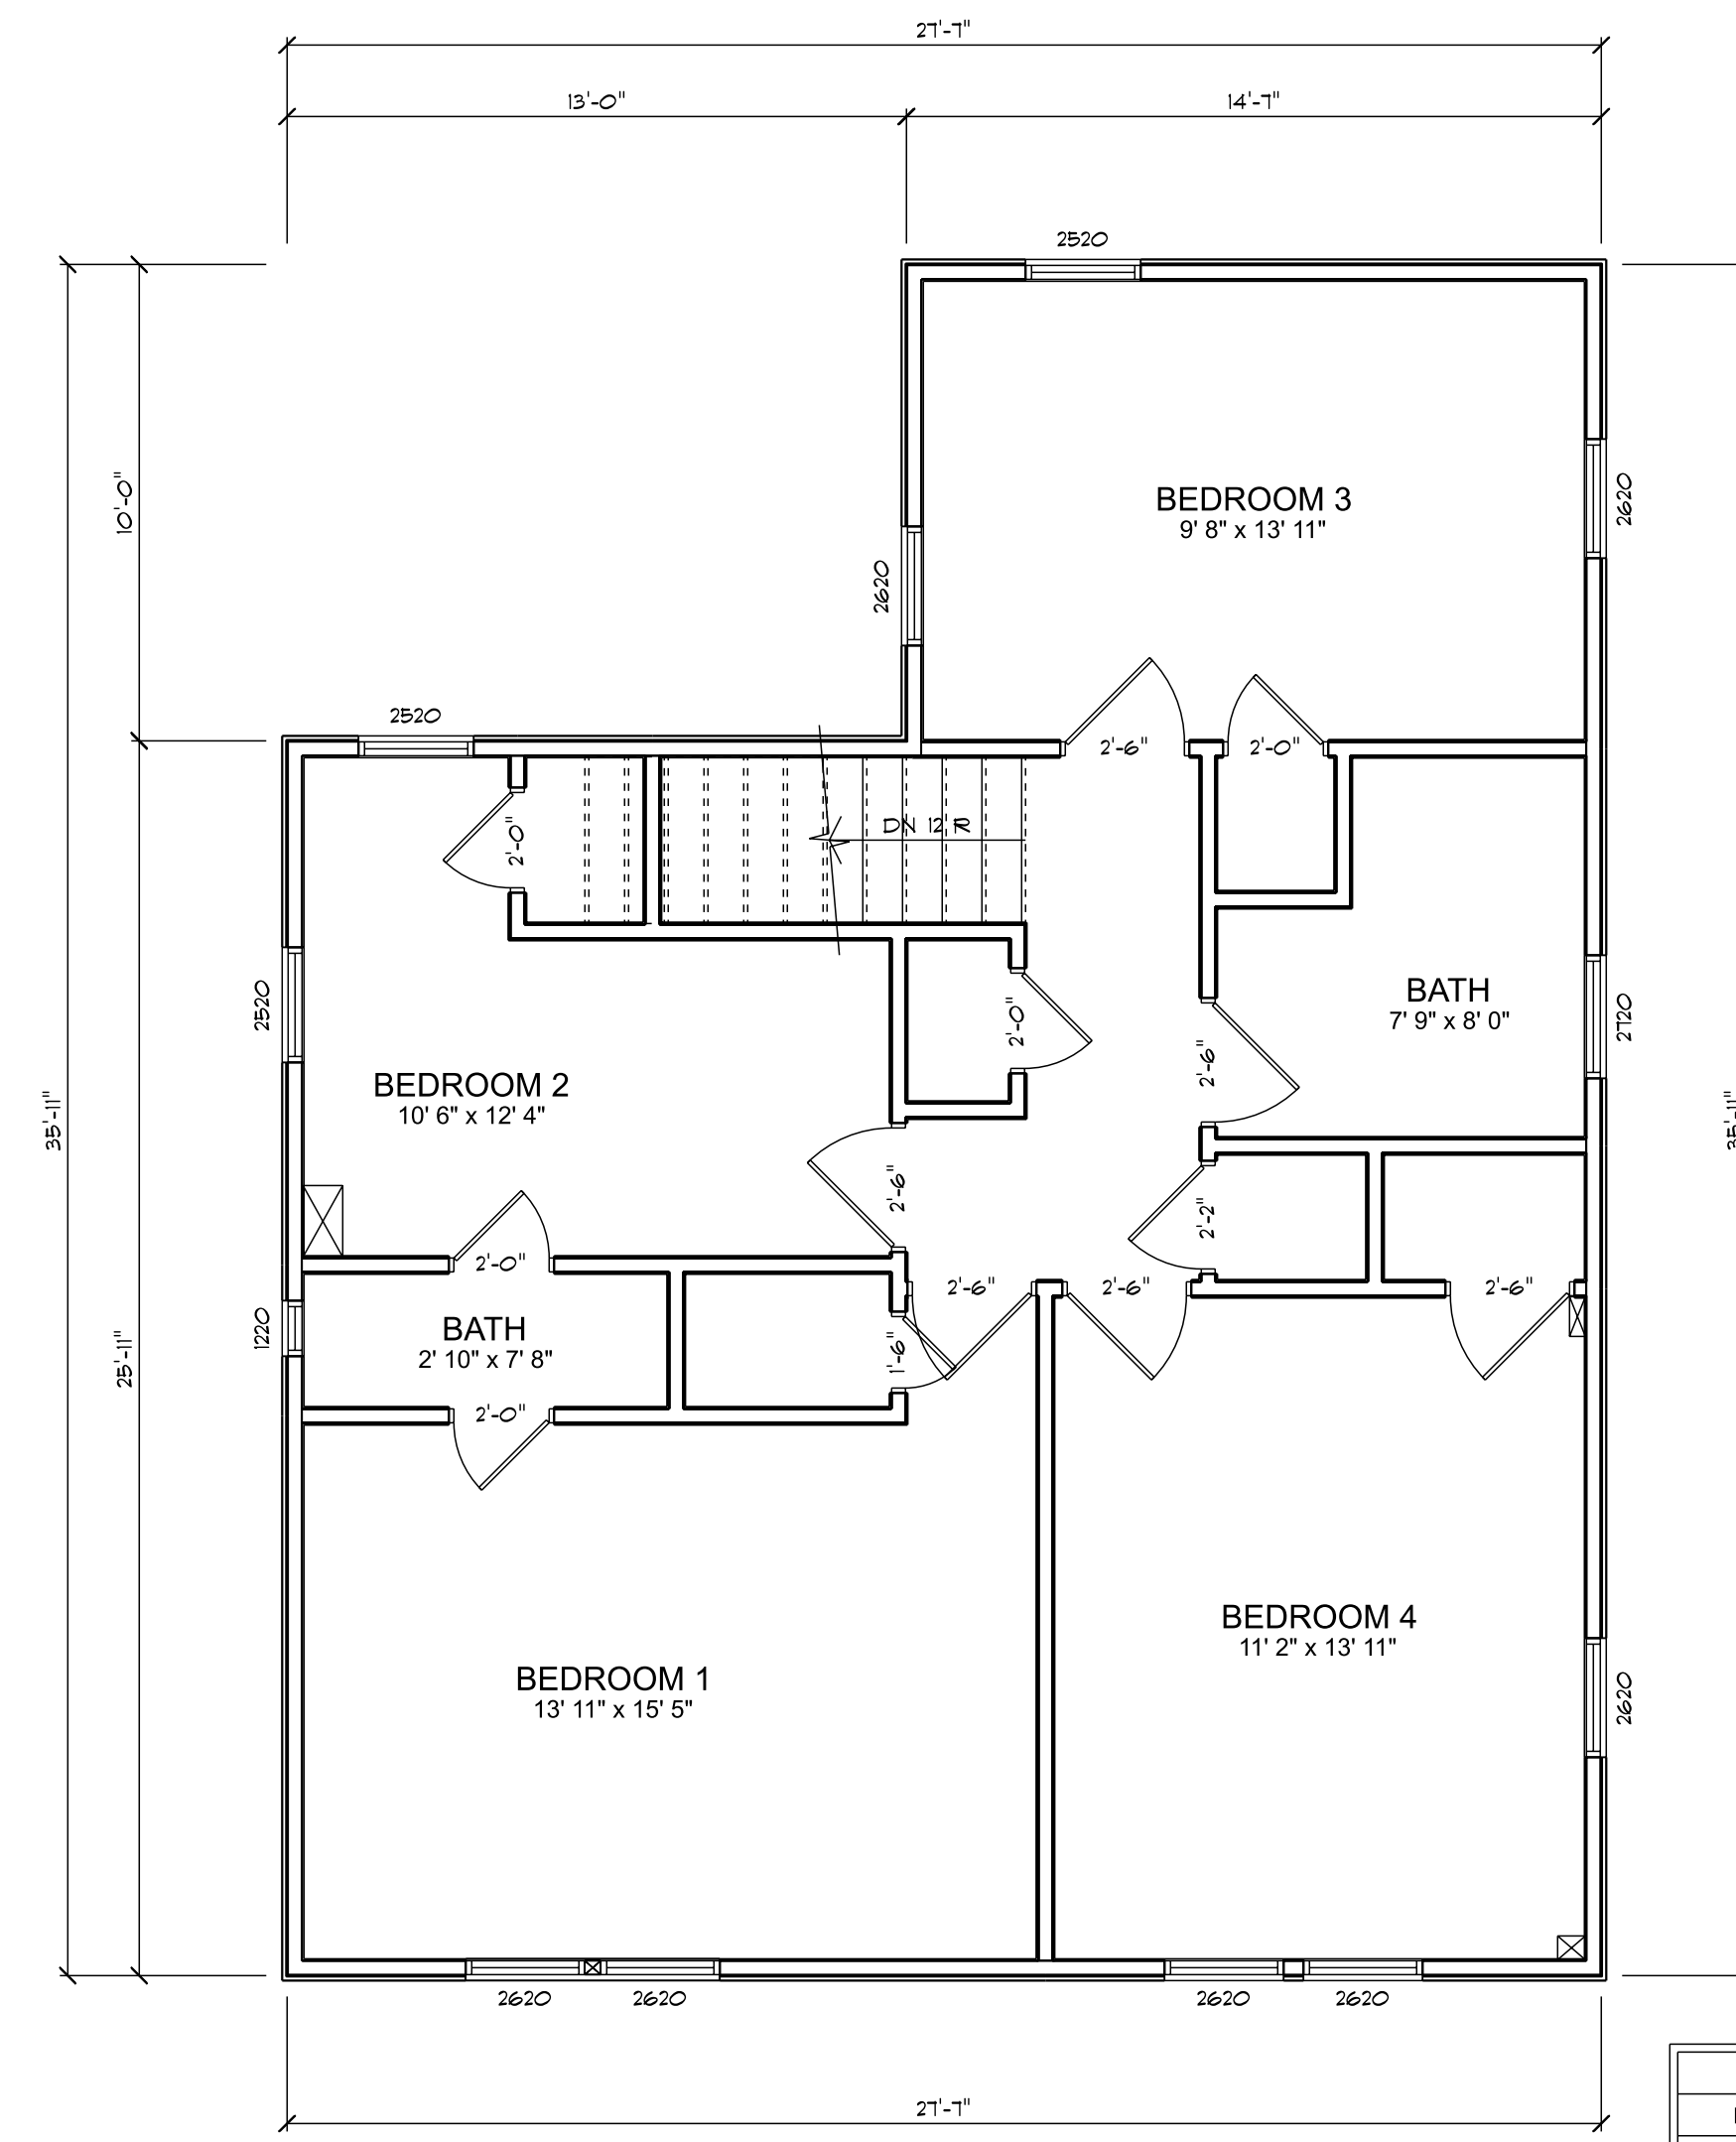 27'-7"
13'-0"
14'-7"
2520
BEDROOM 3
9' 8" x 13' 11"
10'-0"
2620
2620
2520
2'-6"
2'-0"
DN 12 R
2'-0"
BATH
7' 9" x 8' 0"
2520
2'-0"
2720
2'-6"
BEDROOM 2
10' 6" x 12' 4"
35'-11"
35'-11"
2'-6"
2'-2"
2'-0"
2'-6"
2'-6"
2'-6"
BATH
2' 10" x 7' 8"
1220
1'-6"
25'-11"
2'-0"
BEDROOM 4
11' 2" x 13' 11"
BEDROOM 1
13' 11" x 15' 5"
2620
2620
2620
2620
2620
27'-7"